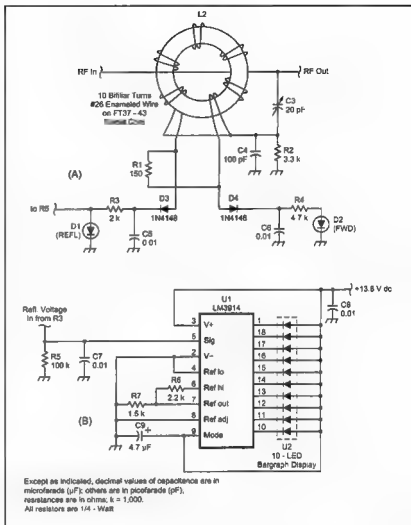 L2
RF In
RF Out
10 Bifilar Turns
#26 Enameled Wire
on FT37 - 43
C3
20 pF
C4
100 pF
R2
3.3 k
R1
150
(A)
to R5
R3
2 k
D3
1N4148
D4
1N4148
R4
4.7 k
D1
(REFL)
C5
0.01
C6
0.01
D2
(FWD)
+13.6 V dc
U1
LM3914
C8
0.01
Refl. Voltage
In from R3
3
V+
1
5
Sig
18
2
V−
17
4
Ref lo
16
6
Ref hi
15
7
Ref out
14
8
Ref adj
13
9
Mode
12
11
10
R5
100 k
C7
0.01
R6
2.2 k
R7
1.5 k
(B)
C9
+
4.7 µF
U2
10 - LED
Bargraph Display
Except as indicated, decimal values of capacitance are in
microfarads (µF); others are in picofarads (pF),
resistances are in ohms; k = 1,000.
All resistors are 1/4 - Watt